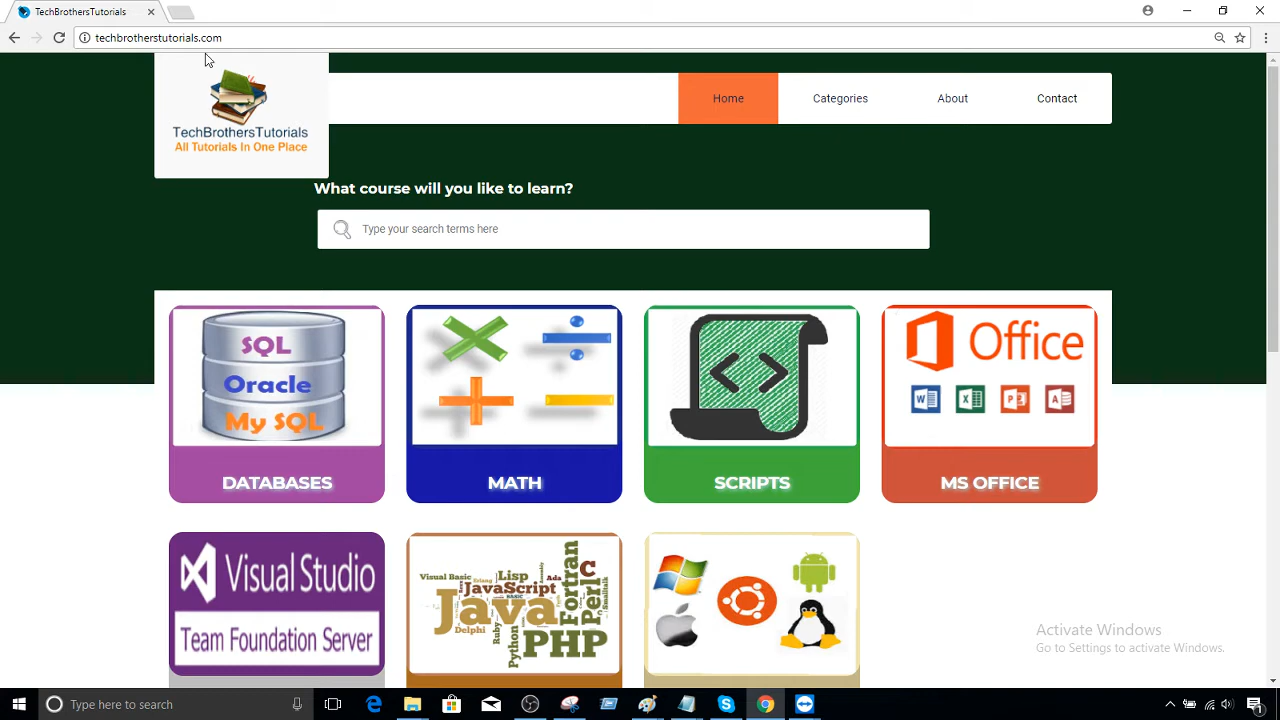 TechBrothersTutorials
techbrotherstutorials.com
TechBrothersTutorials
All Tutorials In One Place
Home
Categories
About
Contact
What course will you like to learn?
Type your search terms here
SQL
Oracle
My SQL
DATABASES
MATH
SCRIPTS
Office
DATABASES
MS OFFICE
Visual Studio
Team Foundation Server
Visual Basic
Erlang
Lisp
Ada
JavaScript
BASIC
Java
Delphi
Ruby
Python
PHP
Fortran
Perl
C
Smalltalk
Assembly
Activate Windows
Go to Settings to activate Windows.
Type here to search